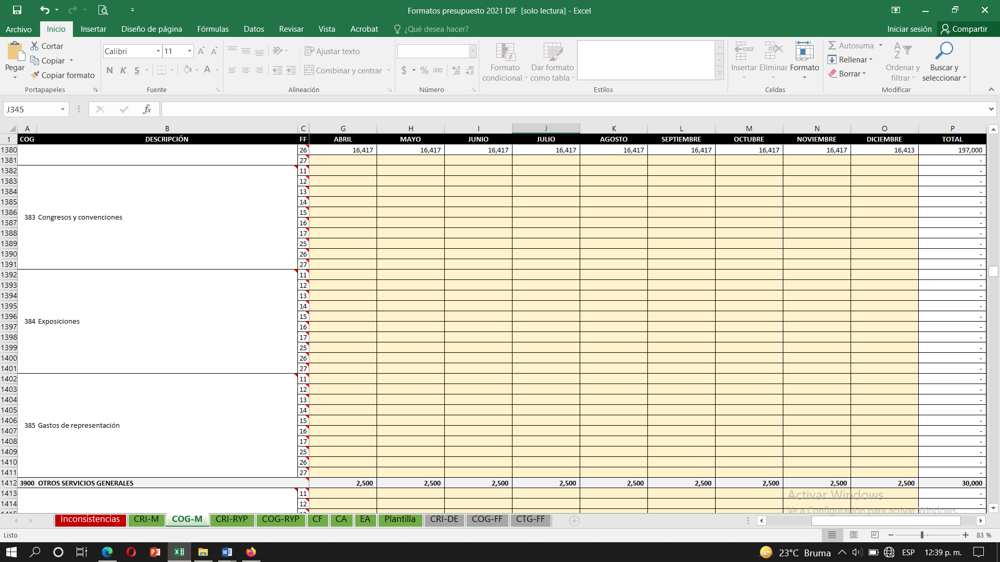 Formatos presupuesto 2021 DIF [solo lectura] - Excel
Archivo Inicio Insertar Diseño de página Fórmulas Datos Revisar Vista Acrobat ¿Qué desea hacer? Iniciar sesión Compartir
Pegar Cortar Copiar Copiar formato
Calibri 11
N K S A A A
Ajustar texto
Combinar y centrar
$ % 000
Formato condicional Dar formato como tabla
Insertar Eliminar Formato
Autosuma Rellenar Borrar
Ordenar y filtrar Buscar y seleccionar
Portapapeles Fuente Alineación Número Estilos Celdas Modificar
J345 fx
A B C G H I J K L M N O P
1 COG DESCRIPCIÓN FF ABRIL MAYO JUNIO JULIO AGOSTO SEPTIEMBRE OCTUBRE NOVIEMBRE DICIEMBRE TOTAL
1380 26 16,417 16,417 16,417 16,417 16,417 16,417 16,417 16,417 16,413 197,000
1381 27 -
1382 11 -
1383 12 -
1384 13 -
1385 14 -
1386 15 -
383 Congresos y convenciones
1387 16 -
1388 17 -
1389 25 -
1390 26 -
1391 27 -
1392 11 -
1393 12 -
1394 13 -
1395 14 -
1396 15 -
384 Exposiciones
1397 16 -
1398 17 -
1399 25 -
1400 26 -
1401 27 -
1402 11 -
1403 12 -
1404 13 -
1405 14 -
1406 15 -
385 Gastos de representación
1407 16 -
1408 17 -
1409 25 -
1410 26 -
1411 27 -
1412 3900 OTROS SERVICIOS GENERALES 2,500 2,500 2,500 2,500 2,500 2,500 2,500 2,500 2,500 30,000
1413 11 -
1414 12 -
Activar Windows
Ve a Configuración para activar Windows.
Inconsistencias CRI-M COG-M CRI-RYP COG-RYP CF CA EA Plantilla CRI-DE COG-FF CTG-FF
Listo 83 %
23°C Bruma ESP 12:39 p. m.